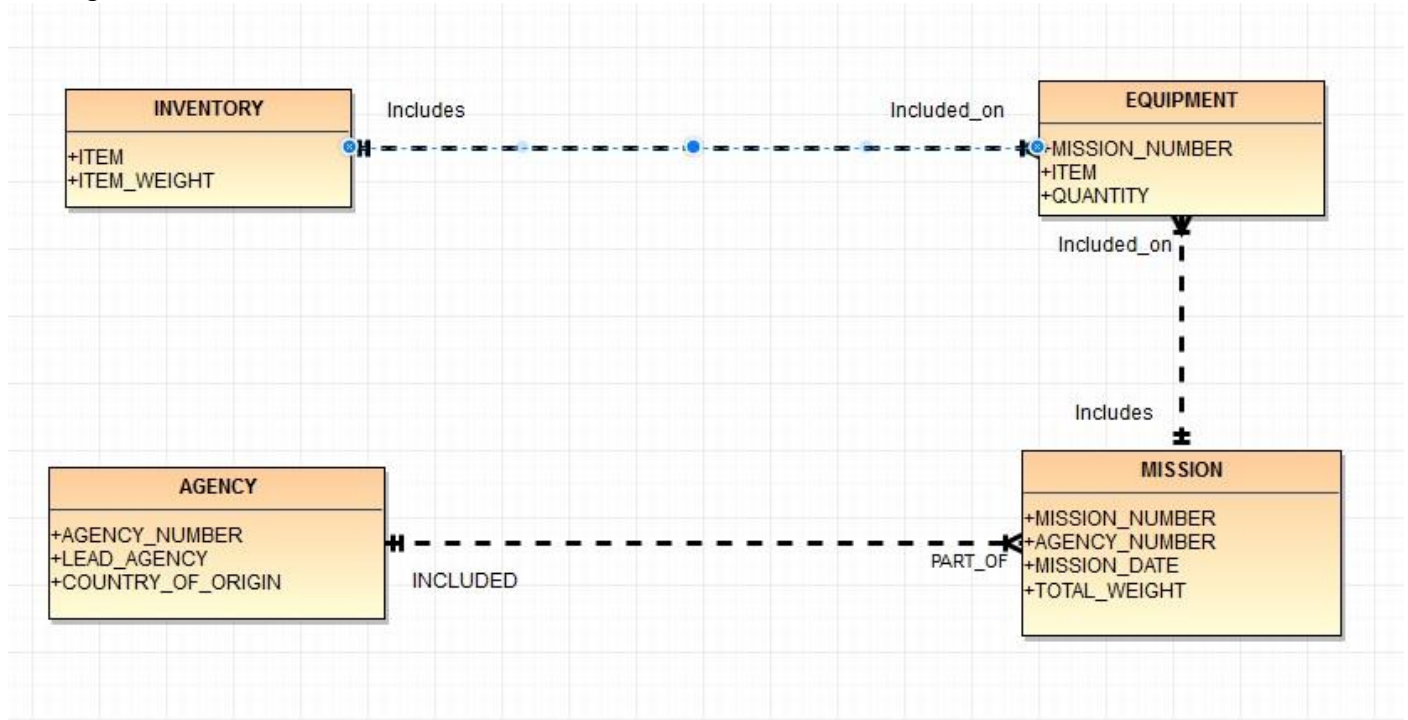 INVENTORY
+ITEM
+ITEM_WEIGHT
Includes
Included_on
EQUIPMENT
+MISSION_NUMBER
+ITEM
+QUANTITY
Included_on
Includes
AGENCY
+AGENCY_NUMBER
+LEAD_AGENCY
+COUNTRY_OF_ORIGIN
INCLUDED
PART_OF
MISSION
+MISSION_NUMBER
+AGENCY_NUMBER
+MISSION_DATE
+TOTAL_WEIGHT